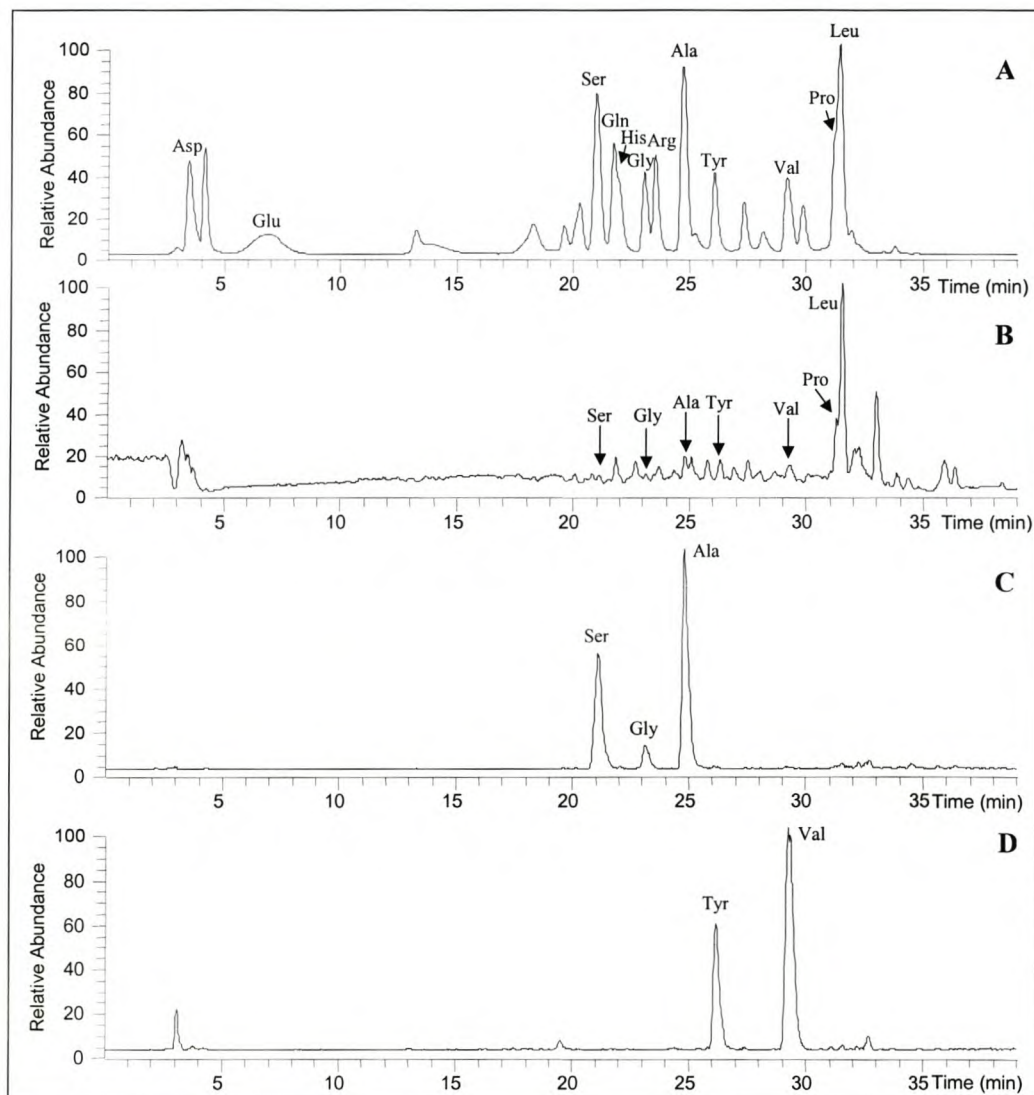 Leu
100
Ala
A
Ser
Pro
80
Gln
60
Asp
His
Gly Arg
Tyr
40
Val
20
Glu
0
Relative Abundance
5 10 15 20 25 30 35 Time (min)
100
Leu
B
80
60
Pro
40
Ser Gly Ala Tyr Val
20
0
Relative Abundance
5 10 15 20 25 30 35 Time (min)
100
Ala
C
80
Ser
60
40
Gly
20
0
Relative Abundance
5 10 15 20 25 30 35 Time (min)
100
Val
D
80
Tyr
60
40
20
0
Relative Abundance
5 10 15 20 25 30 35 Time (min)